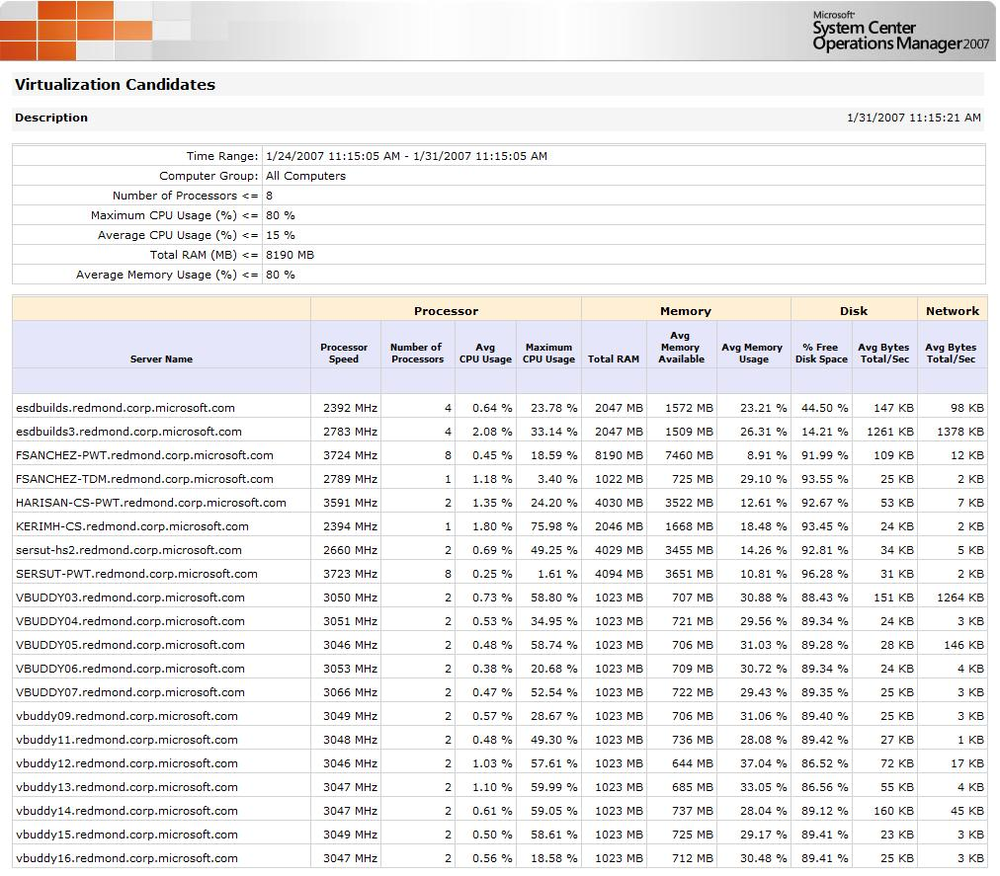 Microsoft®
System Center
Operations Manager 2007
Virtualization Candidates
Description 1/31/2007 11:15:21 AM
Time Range: 1/24/2007 11:15:05 AM - 1/31/2007 11:15:05 AM
Computer Group: All Computers
Number of Processors <= 8
Maximum CPU Usage (%) <= 80 %
Average CPU Usage (%) <= 15 %
Total RAM (MB) <= 8190 MB
Average Memory Usage (%) <= 80 %
Processor Memory Disk Network
Server Name Processor Speed Number of Processors Avg CPU Usage Maximum CPU Usage Total RAM Avg Memory Available Avg Memory Usage % Free Disk Space Avg Bytes Total/Sec Avg Bytes Total/Sec
esdbuilds.redmond.corp.microsoft.com 2392 MHz 4 0.64 % 23.78 % 2047 MB 1572 MB 23.21 % 44.50 % 147 KB 98 KB
esdbuilds3.redmond.corp.microsoft.com 2783 MHz 4 2.08 % 33.14 % 2047 MB 1509 MB 26.31 % 14.21 % 1261 KB 1378 KB
FSANCHEZ-PWT.redmond.corp.microsoft.com 3724 MHz 8 0.45 % 18.59 % 8190 MB 7460 MB 8.91 % 91.99 % 109 KB 12 KB
FSANCHEZ-TDM.redmond.corp.microsoft.com 2789 MHz 1 1.18 % 3.40 % 1022 MB 725 MB 29.10 % 93.55 % 25 KB 2 KB
HARISAN-CS-PWT.redmond.corp.microsoft.com 3591 MHz 2 1.35 % 24.20 % 4030 MB 3522 MB 12.61 % 92.67 % 53 KB 7 KB
KERIMH-CS.redmond.corp.microsoft.com 2394 MHz 1 1.80 % 75.98 % 2046 MB 1668 MB 18.48 % 93.45 % 24 KB 2 KB
sersut-hs2.redmond.corp.microsoft.com 2660 MHz 2 0.69 % 49.25 % 4029 MB 3455 MB 14.26 % 92.81 % 34 KB 5 KB
SERSUT-PWT.redmond.corp.microsoft.com 3723 MHz 8 0.25 % 1.61 % 4094 MB 3651 MB 10.81 % 96.28 % 31 KB 2 KB
VBUDDY03.redmond.corp.microsoft.com 3050 MHz 2 0.73 % 58.80 % 1023 MB 707 MB 30.88 % 88.43 % 151 KB 1264 KB
VBUDDY04.redmond.corp.microsoft.com 3051 MHz 2 0.53 % 34.95 % 1023 MB 721 MB 29.56 % 89.34 % 24 KB 3 KB
VBUDDY05.redmond.corp.microsoft.com 3046 MHz 2 0.48 % 58.74 % 1023 MB 706 MB 31.03 % 89.28 % 28 KB 146 KB
VBUDDY06.redmond.corp.microsoft.com 3053 MHz 2 0.38 % 20.68 % 1023 MB 709 MB 30.72 % 89.34 % 24 KB 4 KB
VBUDDY07.redmond.corp.microsoft.com 3066 MHz 2 0.47 % 52.54 % 1023 MB 722 MB 29.43 % 89.35 % 25 KB 3 KB
vbuddy09.redmond.corp.microsoft.com 3049 MHz 2 0.57 % 28.67 % 1023 MB 706 MB 31.06 % 89.40 % 25 KB 3 KB
vbuddy11.redmond.corp.microsoft.com 3048 MHz 2 0.48 % 49.30 % 1023 MB 736 MB 28.08 % 89.42 % 27 KB 1 KB
vbuddy12.redmond.corp.microsoft.com 3046 MHz 2 1.03 % 57.61 % 1023 MB 644 MB 37.04 % 86.52 % 72 KB 17 KB
vbuddy13.redmond.corp.microsoft.com 3047 MHz 2 1.10 % 59.99 % 1023 MB 685 MB 33.05 % 86.56 % 55 KB 4 KB
vbuddy14.redmond.corp.microsoft.com 3047 MHz 2 0.61 % 59.05 % 1023 MB 737 MB 28.04 % 89.12 % 160 KB 45 KB
vbuddy15.redmond.corp.microsoft.com 3049 MHz 2 0.50 % 58.61 % 1023 MB 725 MB 29.17 % 89.41 % 23 KB 3 KB
vbuddy16.redmond.corp.microsoft.com 3047 MHz 2 0.56 % 18.58 % 1023 MB 712 MB 30.48 % 89.41 % 25 KB 3 KB